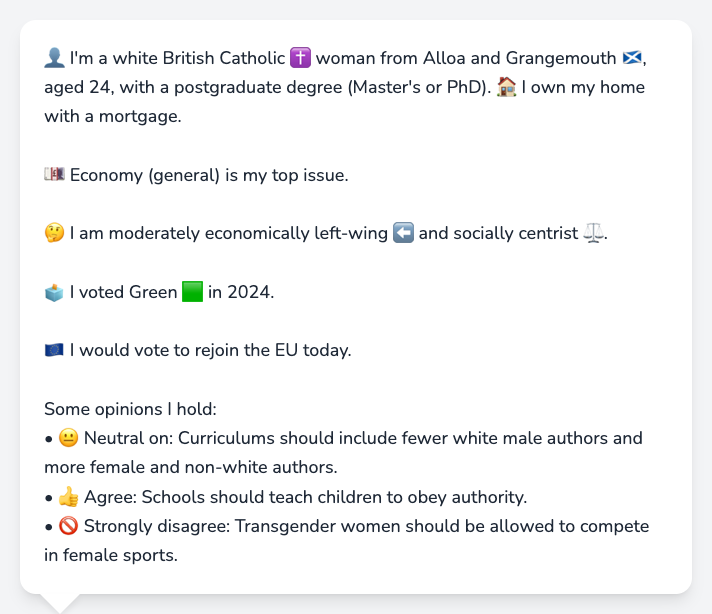 👤 I'm a white British Catholic ✝️ woman from Alloa and Grangemouth 🏴󠁧󠁢󠁳󠁣󠁴󠁿,
aged 24, with a postgraduate degree (Master's or PhD). 🏠 I own my home
with a mortgage.
💷 Economy (general) is my top issue.
🤔 I am moderately economically left-wing ⬅️ and socially centrist ⚖️.
🗳️ I voted Green 🟩 in 2024.
🇪🇺 I would vote to rejoin the EU today.
Some opinions I hold:
• 😐 Neutral on: Curriculums should include fewer white male authors and
more female and non-white authors.
• 👍 Agree: Schools should teach children to obey authority.
• 🚫 Strongly disagree: Transgender women should be allowed to compete
in female sports.